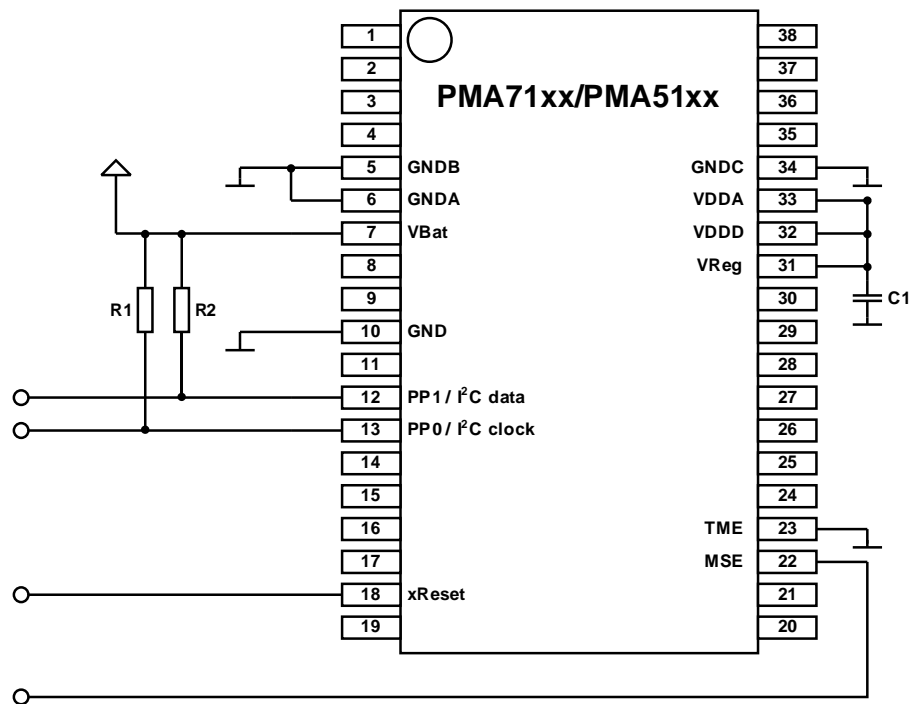 1 38
2 37
PMA71xx/PMA51xx
3 36
4 35
5 GNDB GNDC 34
6 GNDA VDDA 33
7 VBat VDDD 32
8 VReg 31
R1 R2 9 30 C1
10 GND 29
11 28
12 PP1 / I²C data 27
13 PP0 / I²C clock 26
14 25
15 24
16 TME 23
17 MSE 22
18 xReset 21
19 20